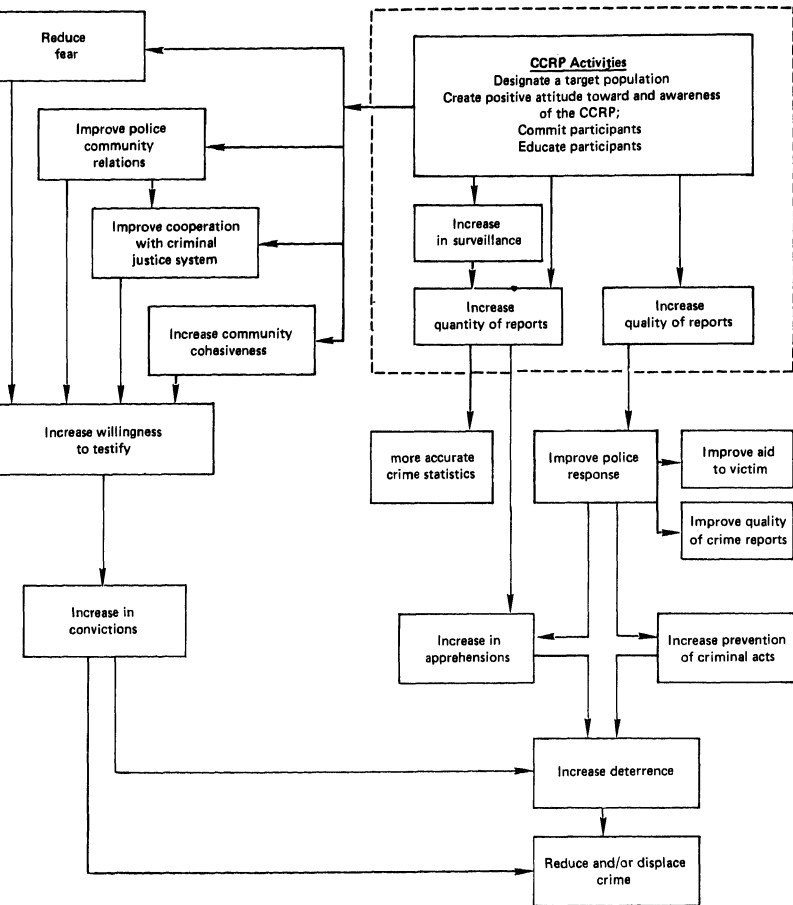 Reduce
fear
CCRP Activities
Designate a target population
Create positive attitude toward and awareness
of the CCRP;
Commit participants
Educate participants
Improve police
community
relations
Improve cooperation
with criminal
justice system
Increase
in surveillance
Increase community
cohesiveness
Increase
quantity of reports
Increase
quality of reports
Increase willingness
to testify
more accurate
crime statistics
Improve police
response
Improve aid
to victim
Improve quality
of crime reports
Increase in
convictions
Increase in
apprehensions
Increase prevention
of criminal acts
Increase deterrence
Reduce and/or displace
crime